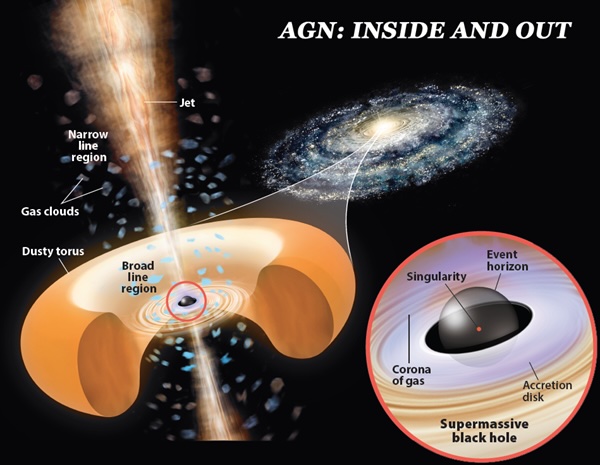 AGN: INSIDE AND OUT
Jet
Narrow
line
region
Gas clouds
Dusty torus
Broad
line
region
Event
horizon
Singularity
Corona
of gas
Accretion
disk
Supermassive
black hole